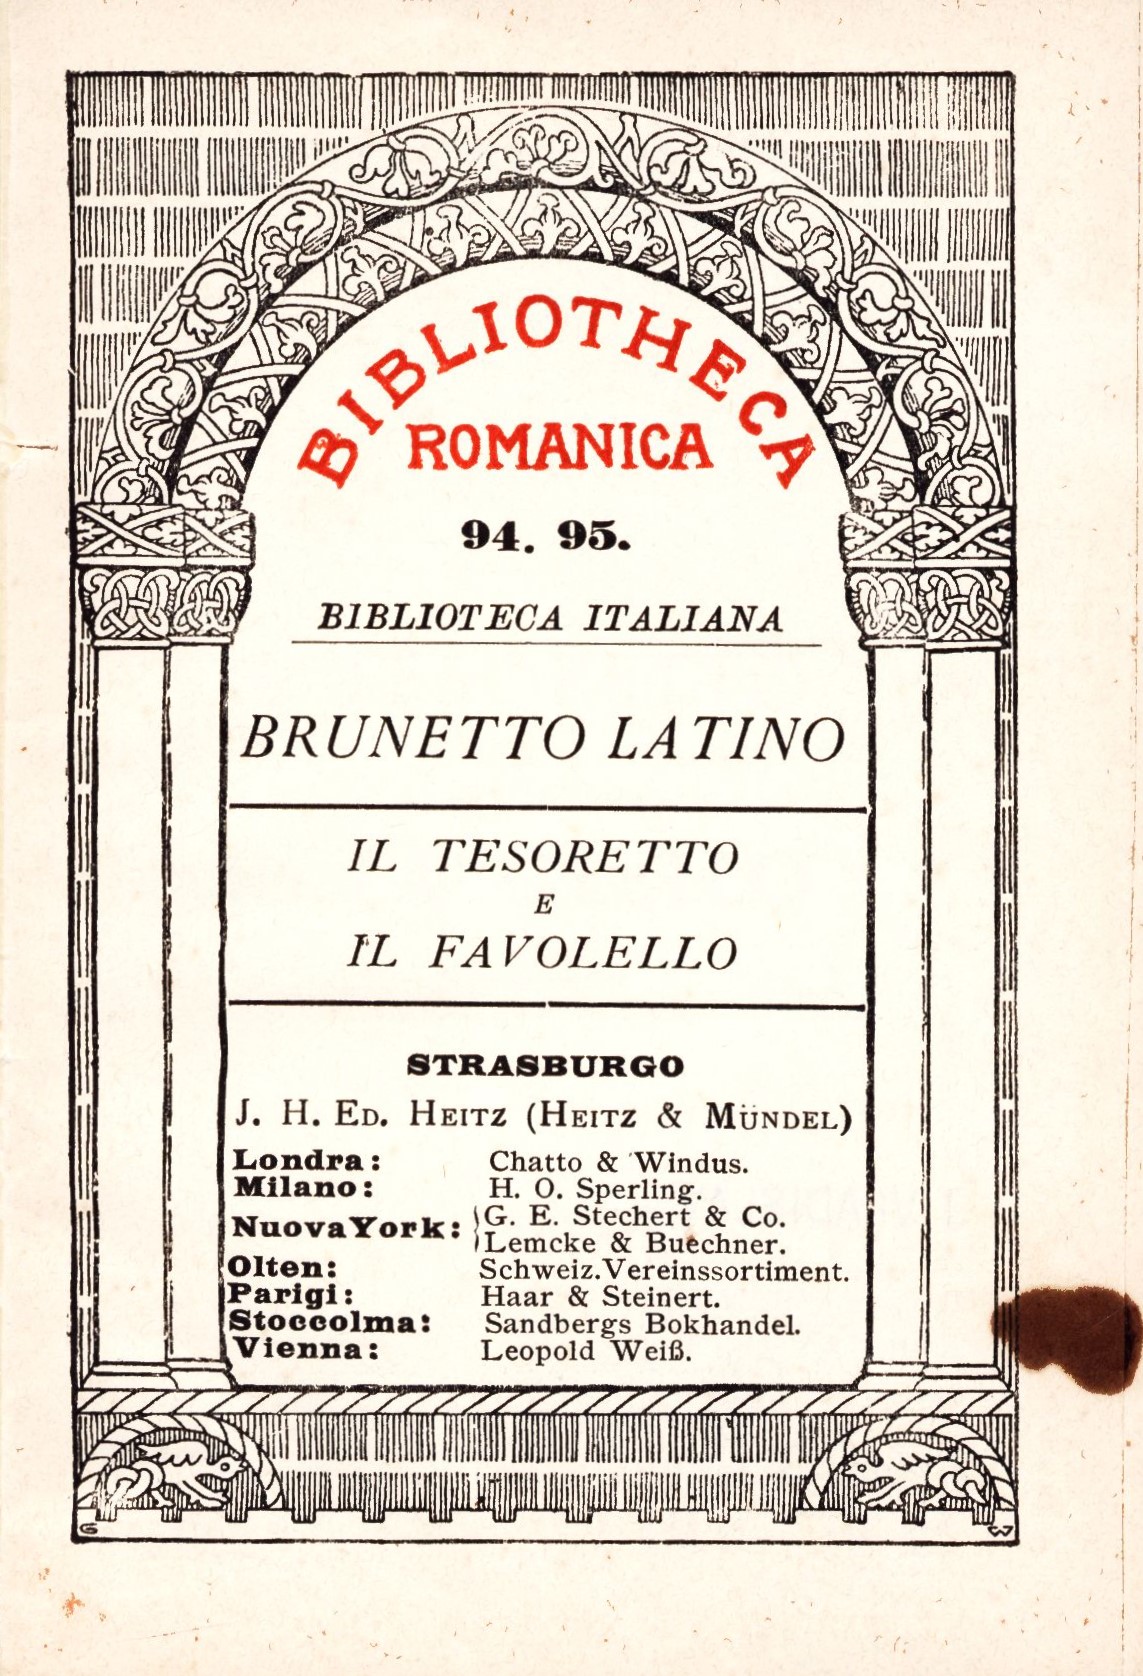 BIBLIOTHECA
ROMANICA
94. 95.
BIBLIOTECA ITALIANA
BRUNETTO LATINO
IL TESORETTO
E
IL FAVOLELLO
STRASBURGO
J. H. ED. HEITZ (HEITZ & MÜNDEL)
Londra: Chatto & Windus.
Milano: H. O. Sperling.
Nuova York: G. E. Stechert & Co.
Lemcke & Buechner.
Olten: Schweiz. Vereinssortiment.
Parigi: Haar & Steinert.
Stoccolma: Sandbergs Bokhandel.
Vienna: Leopold Weiß.
G W